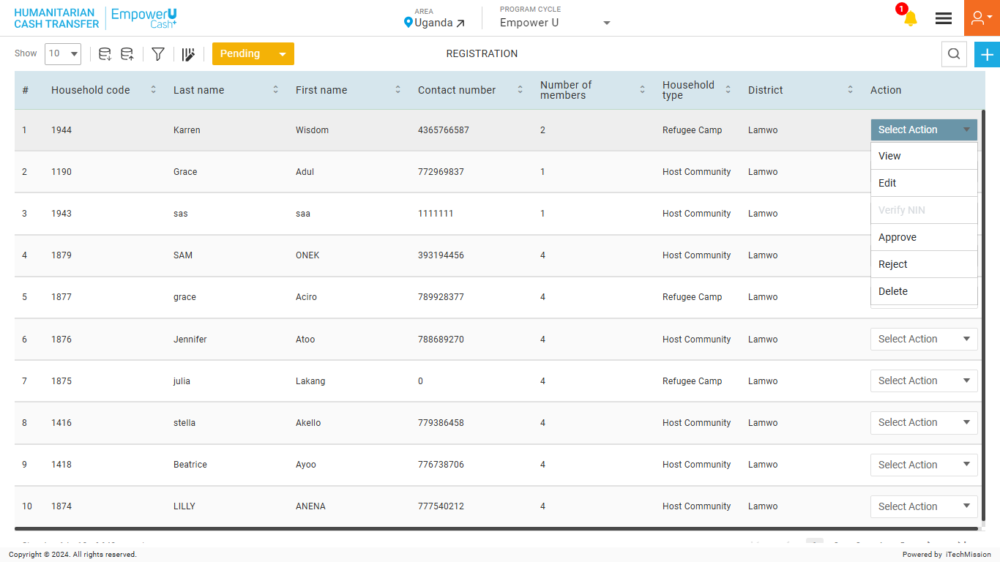 HUMANITARIAN
CASH TRANSFER
EmpowerU
Cash+
AREA
Uganda
PROGRAM CYCLE
Empower U
1
Show 10 Pending REGISTRATION
# Household code Last name First name Contact number Number of members Household type District Action
1 1944 Karren Wisdom 4365766587 2 Refugee Camp Lamwo Select Action
View
2 1190 Grace Adul 772969837 1 Host Community Lamwo
Edit
Verify NIN
3 1943 sas saa 1111111 1 Host Community Lamwo
Approve
4 1879 SAM ONEK 393194456 4 Host Community Lamwo
Reject
Delete
5 1877 grace Aciro 789928377 4 Refugee Camp Lamwo
6 1876 Jennifer Atoo 788689270 4 Host Community Lamwo Select Action
7 1875 julia Lakang 0 4 Refugee Camp Lamwo Select Action
8 1416 stella Akello 779386458 4 Host Community Lamwo Select Action
9 1418 Beatrice Ayoo 776738706 4 Host Community Lamwo Select Action
10 1874 LILLY ANENA 777540212 4 Host Community Lamwo Select Action
Copyright © 2024. All rights reserved. Powered by iTechMission